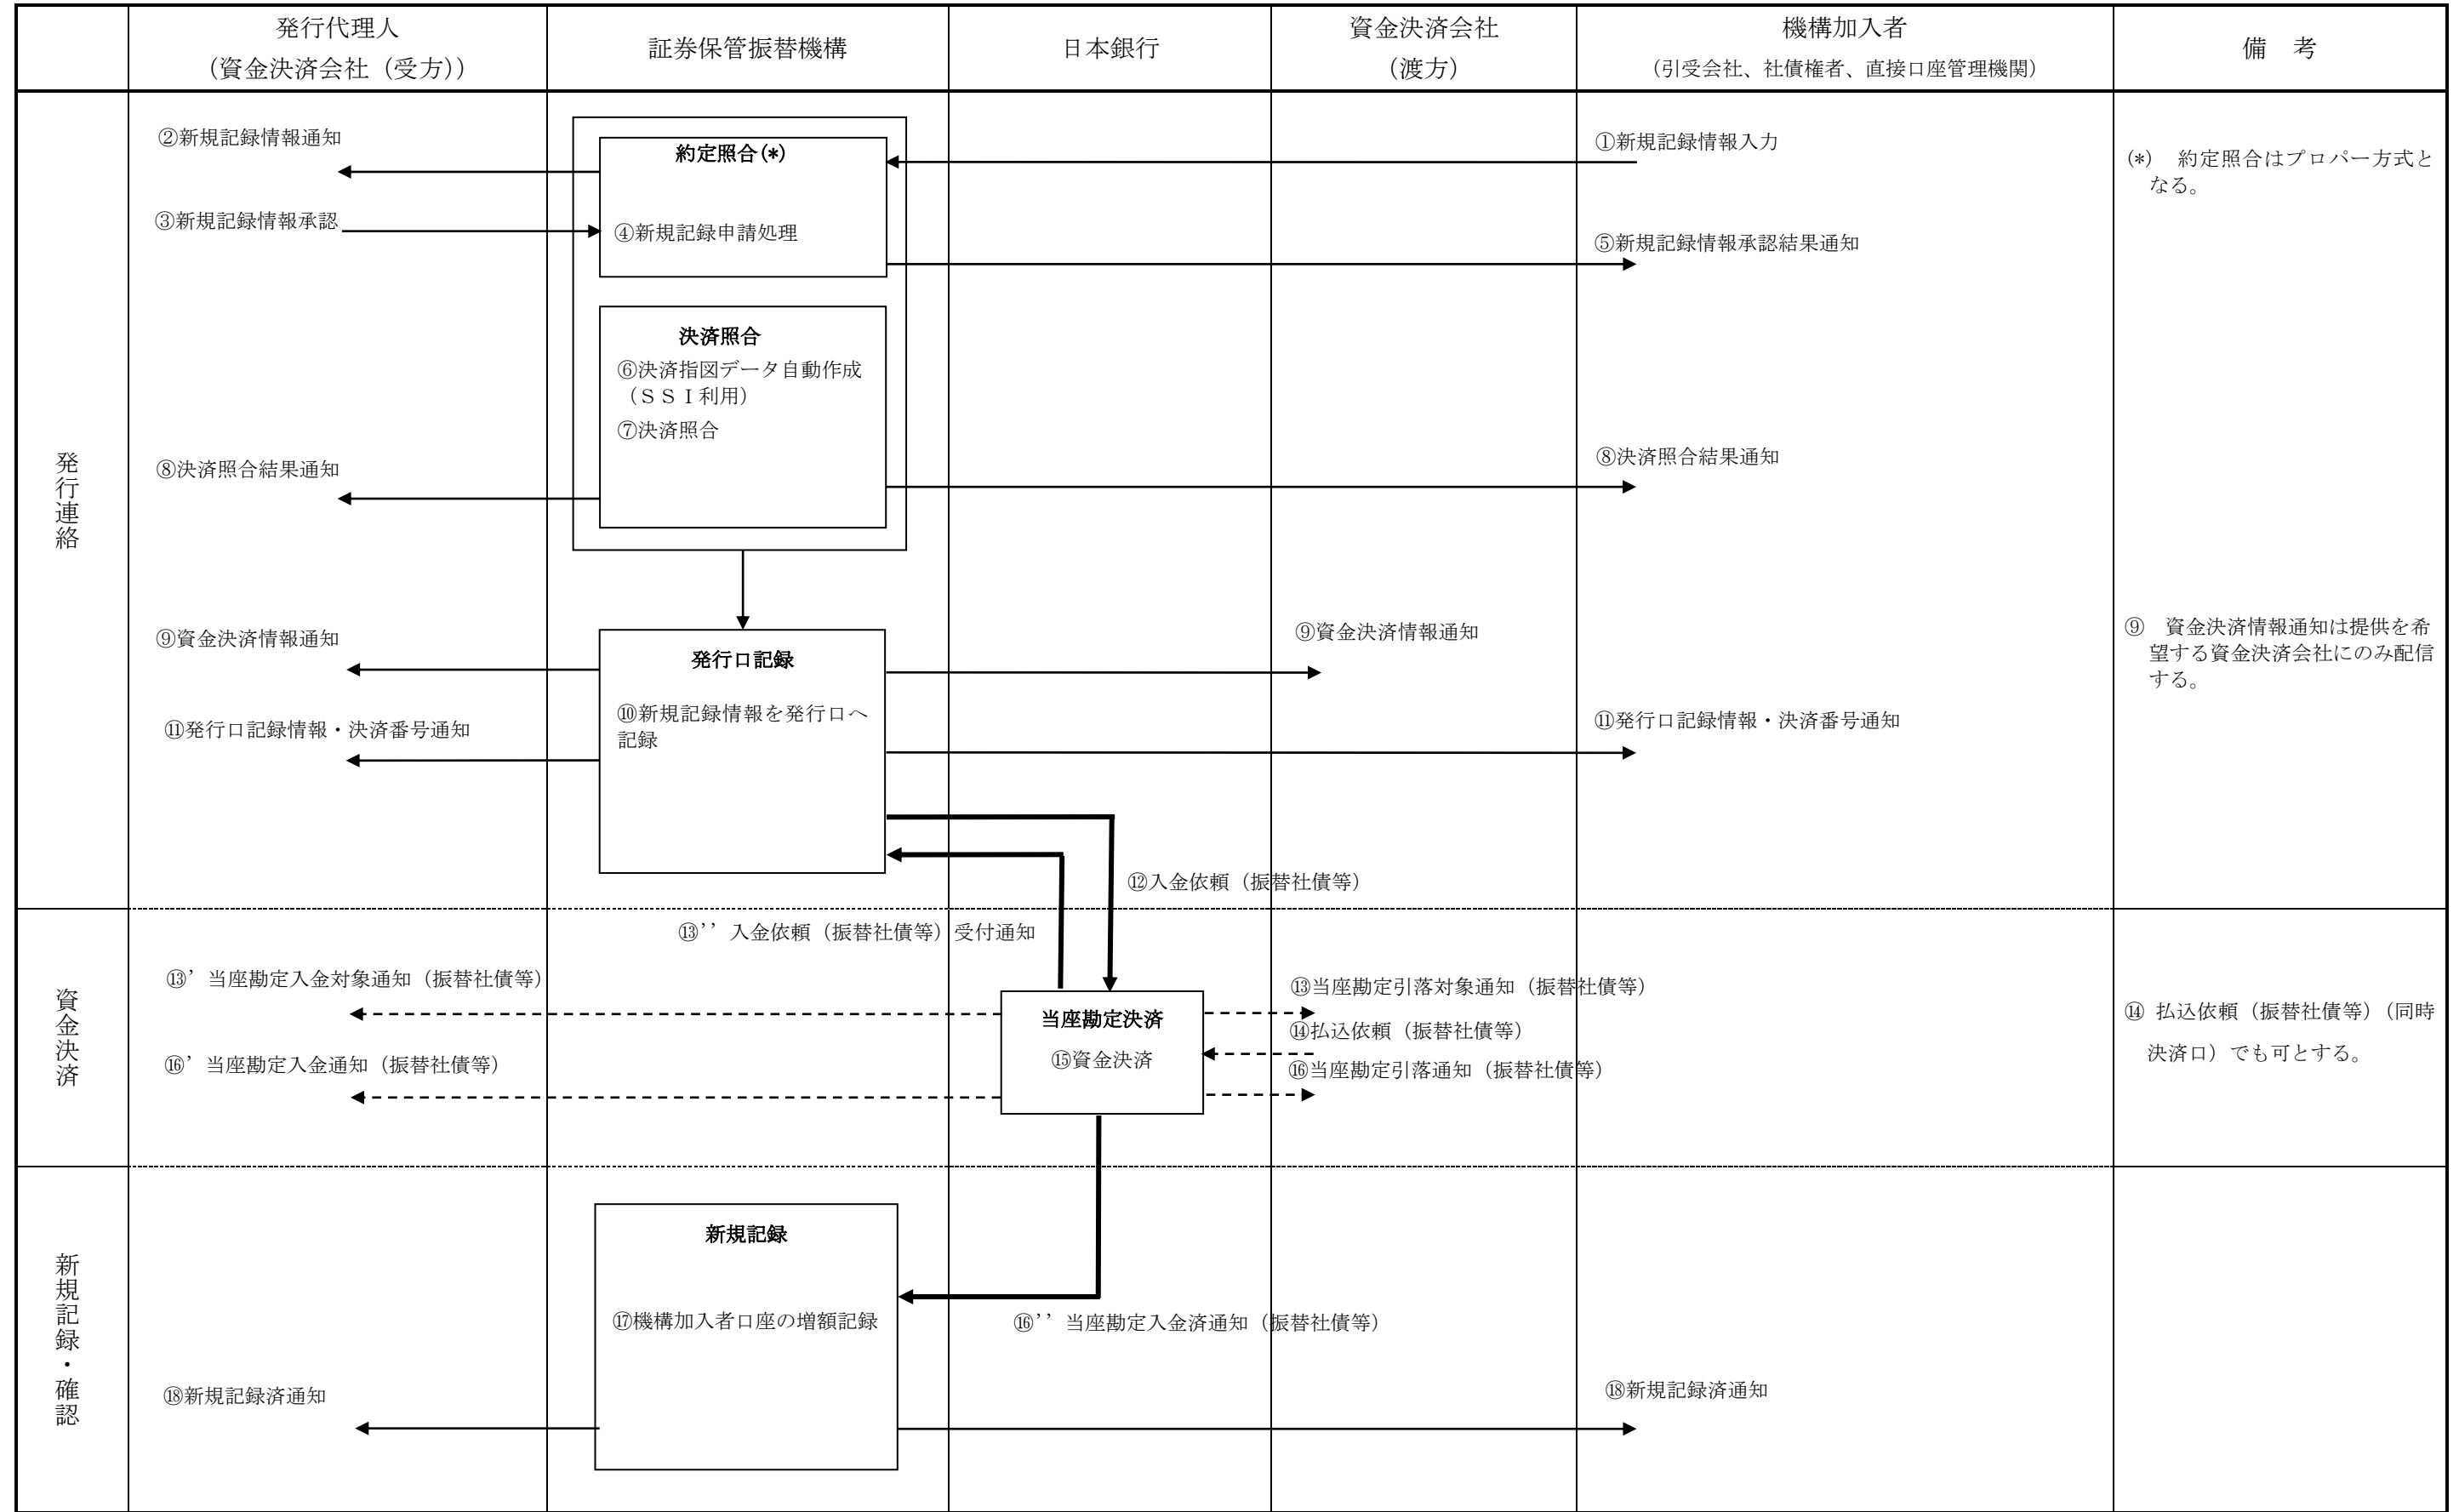 発行代理人
（資金決済会社（受方））
証券保管振替機構
日本銀行
資金決済会社
（渡方）
機構加入者
（引受会社、社債権者、直接口座管理機関）
備　考
発行連絡
②新規記録情報通知
約定照合(*)
①新規記録情報入力
(*)　約定照合はプロパー方式と
なる。
③新規記録情報承認
④新規記録申請処理
⑤新規記録情報承認結果通知
決済照合
⑥決済指図データ自動作成
（ＳＳＩ利用）
⑦決済照合
⑧決済照合結果通知
⑧決済照合結果通知
⑨資金決済情報通知
発行口記録
⑨資金決済情報通知
⑨　資金決済情報通知は提供を希
望する資金決済会社にのみ配信
する。
⑩新規記録情報を発行口へ
記録
⑪発行口記録情報・決済番号通知
⑪発行口記録情報・決済番号通知
⑫入金依頼（振替社債等）
資金決済
⑬’’ 入金依頼（振替社債等）受付通知
⑬’ 当座勘定入金対象通知（振替社債等）
⑬当座勘定引落対象通知（振替社債等）
当座勘定決済
⑭払込依頼（振替社債等）
⑭ 払込依頼（振替社債等）（同時
決済口）でも可とする。
⑮資金決済
⑯’ 当座勘定入金通知（振替社債等）
⑯当座勘定引落通知（振替社債等）
新規記録・確認
新規記録
⑰機構加入者口座の増額記録
⑯’’ 当座勘定入金済通知（振替社債等）
⑱新規記録済通知
⑱新規記録済通知